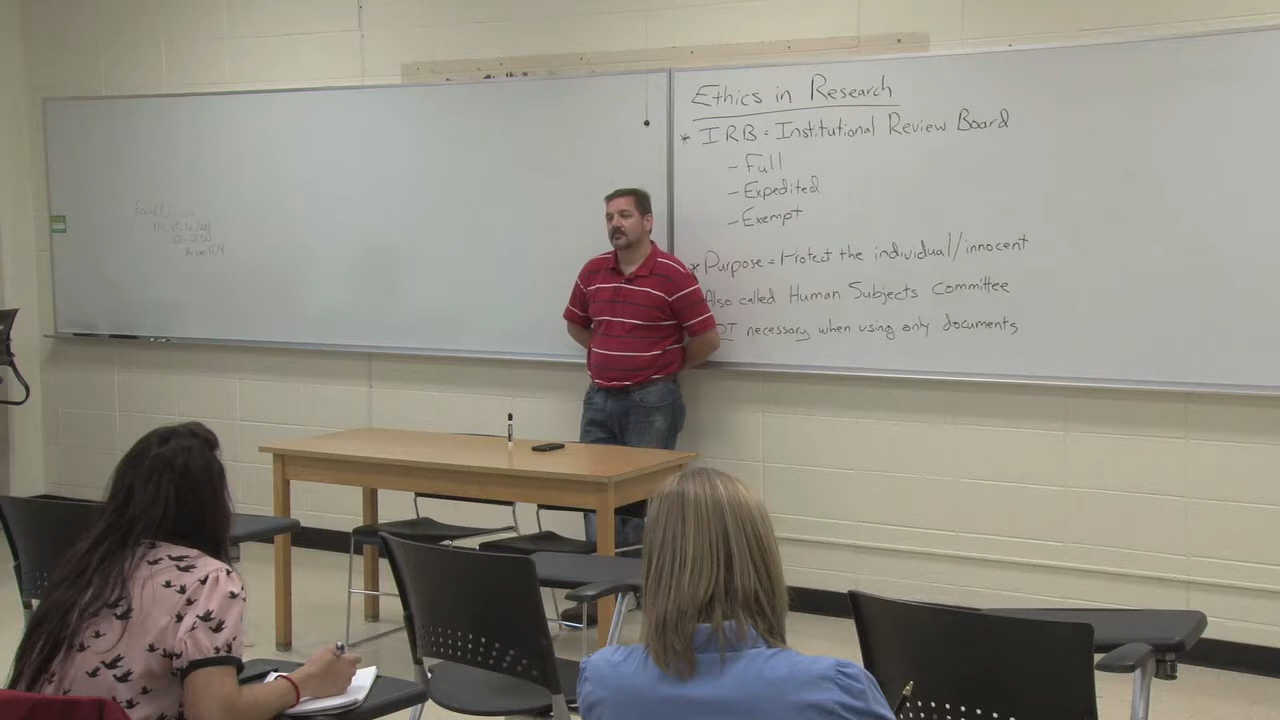 Ethics in Research
* IRB = Institutional Review Board
- Full
- Expedited
- Exempt
* Purpose = Protect the individual/innocent
Also called Human Subjects Committee
necessary when using only documents